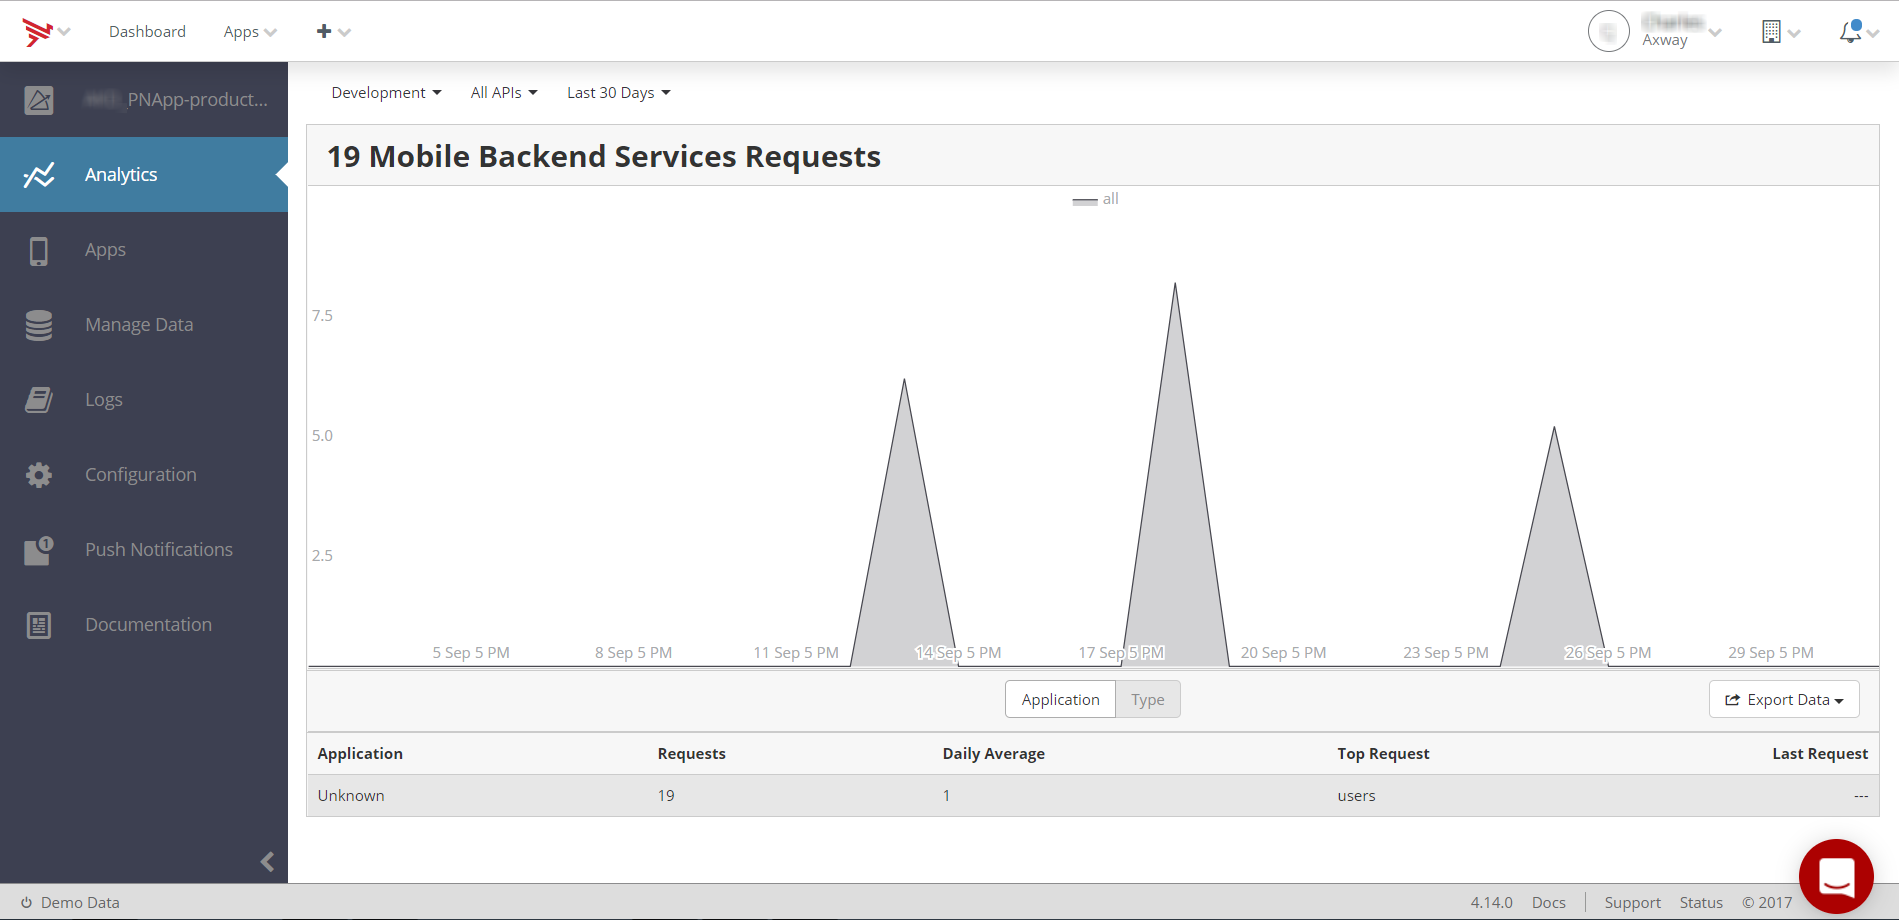 Dashboard Apps
Axway
PNApp-product...
Analytics
Apps
Manage Data
Logs
Configuration
1
Push Notifications
Documentation
Development All APIs Last 30 Days
19 Mobile Backend Services Requests
all
7.5
5.0
2.5
5 Sep 5 PM 8 Sep 5 PM 11 Sep 5 PM 14 Sep 5 PM 17 Sep 5 PM 20 Sep 5 PM 23 Sep 5 PM 26 Sep 5 PM 29 Sep 5 PM
Application Type Export Data
Application Requests Daily Average Top Request Last Request
Unknown 19 1 users ---
Demo Data 4.14.0 Docs Support Status © 2017